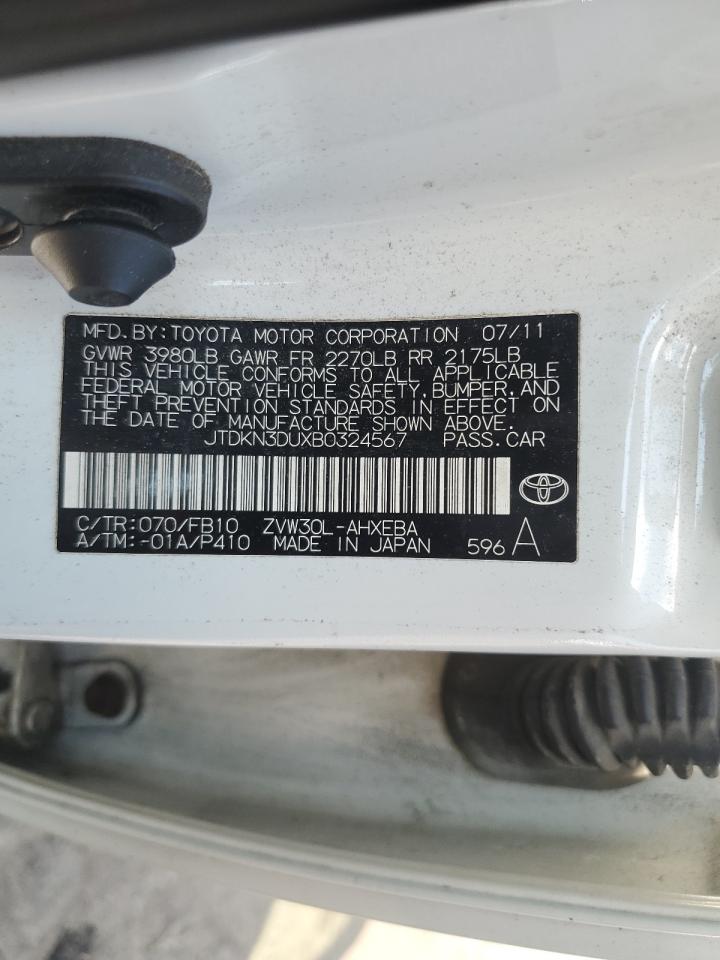 MFD.BY:TOYOTA MOTOR CORPORATION 07/11
GVWR 3980LB GAWR FR 2270LB RR 2175LB
THIS VEHICLE CONFORMS TO ALL APPLICABLE
FEDERAL MOTOR VEHICLE SAFETY,BUMPER,AND
THEFT PREVENTION STANDARDS IN EFFECT ON
THE DATE OF MANUFACTURE SHOWN ABOVE.
JTDKN3DUXB0324567 PASS.CAR
C/TR:070/FB10 ZVW30L-AHXEBA
A/TM:-01A/P410 MADE IN JAPAN 596 A